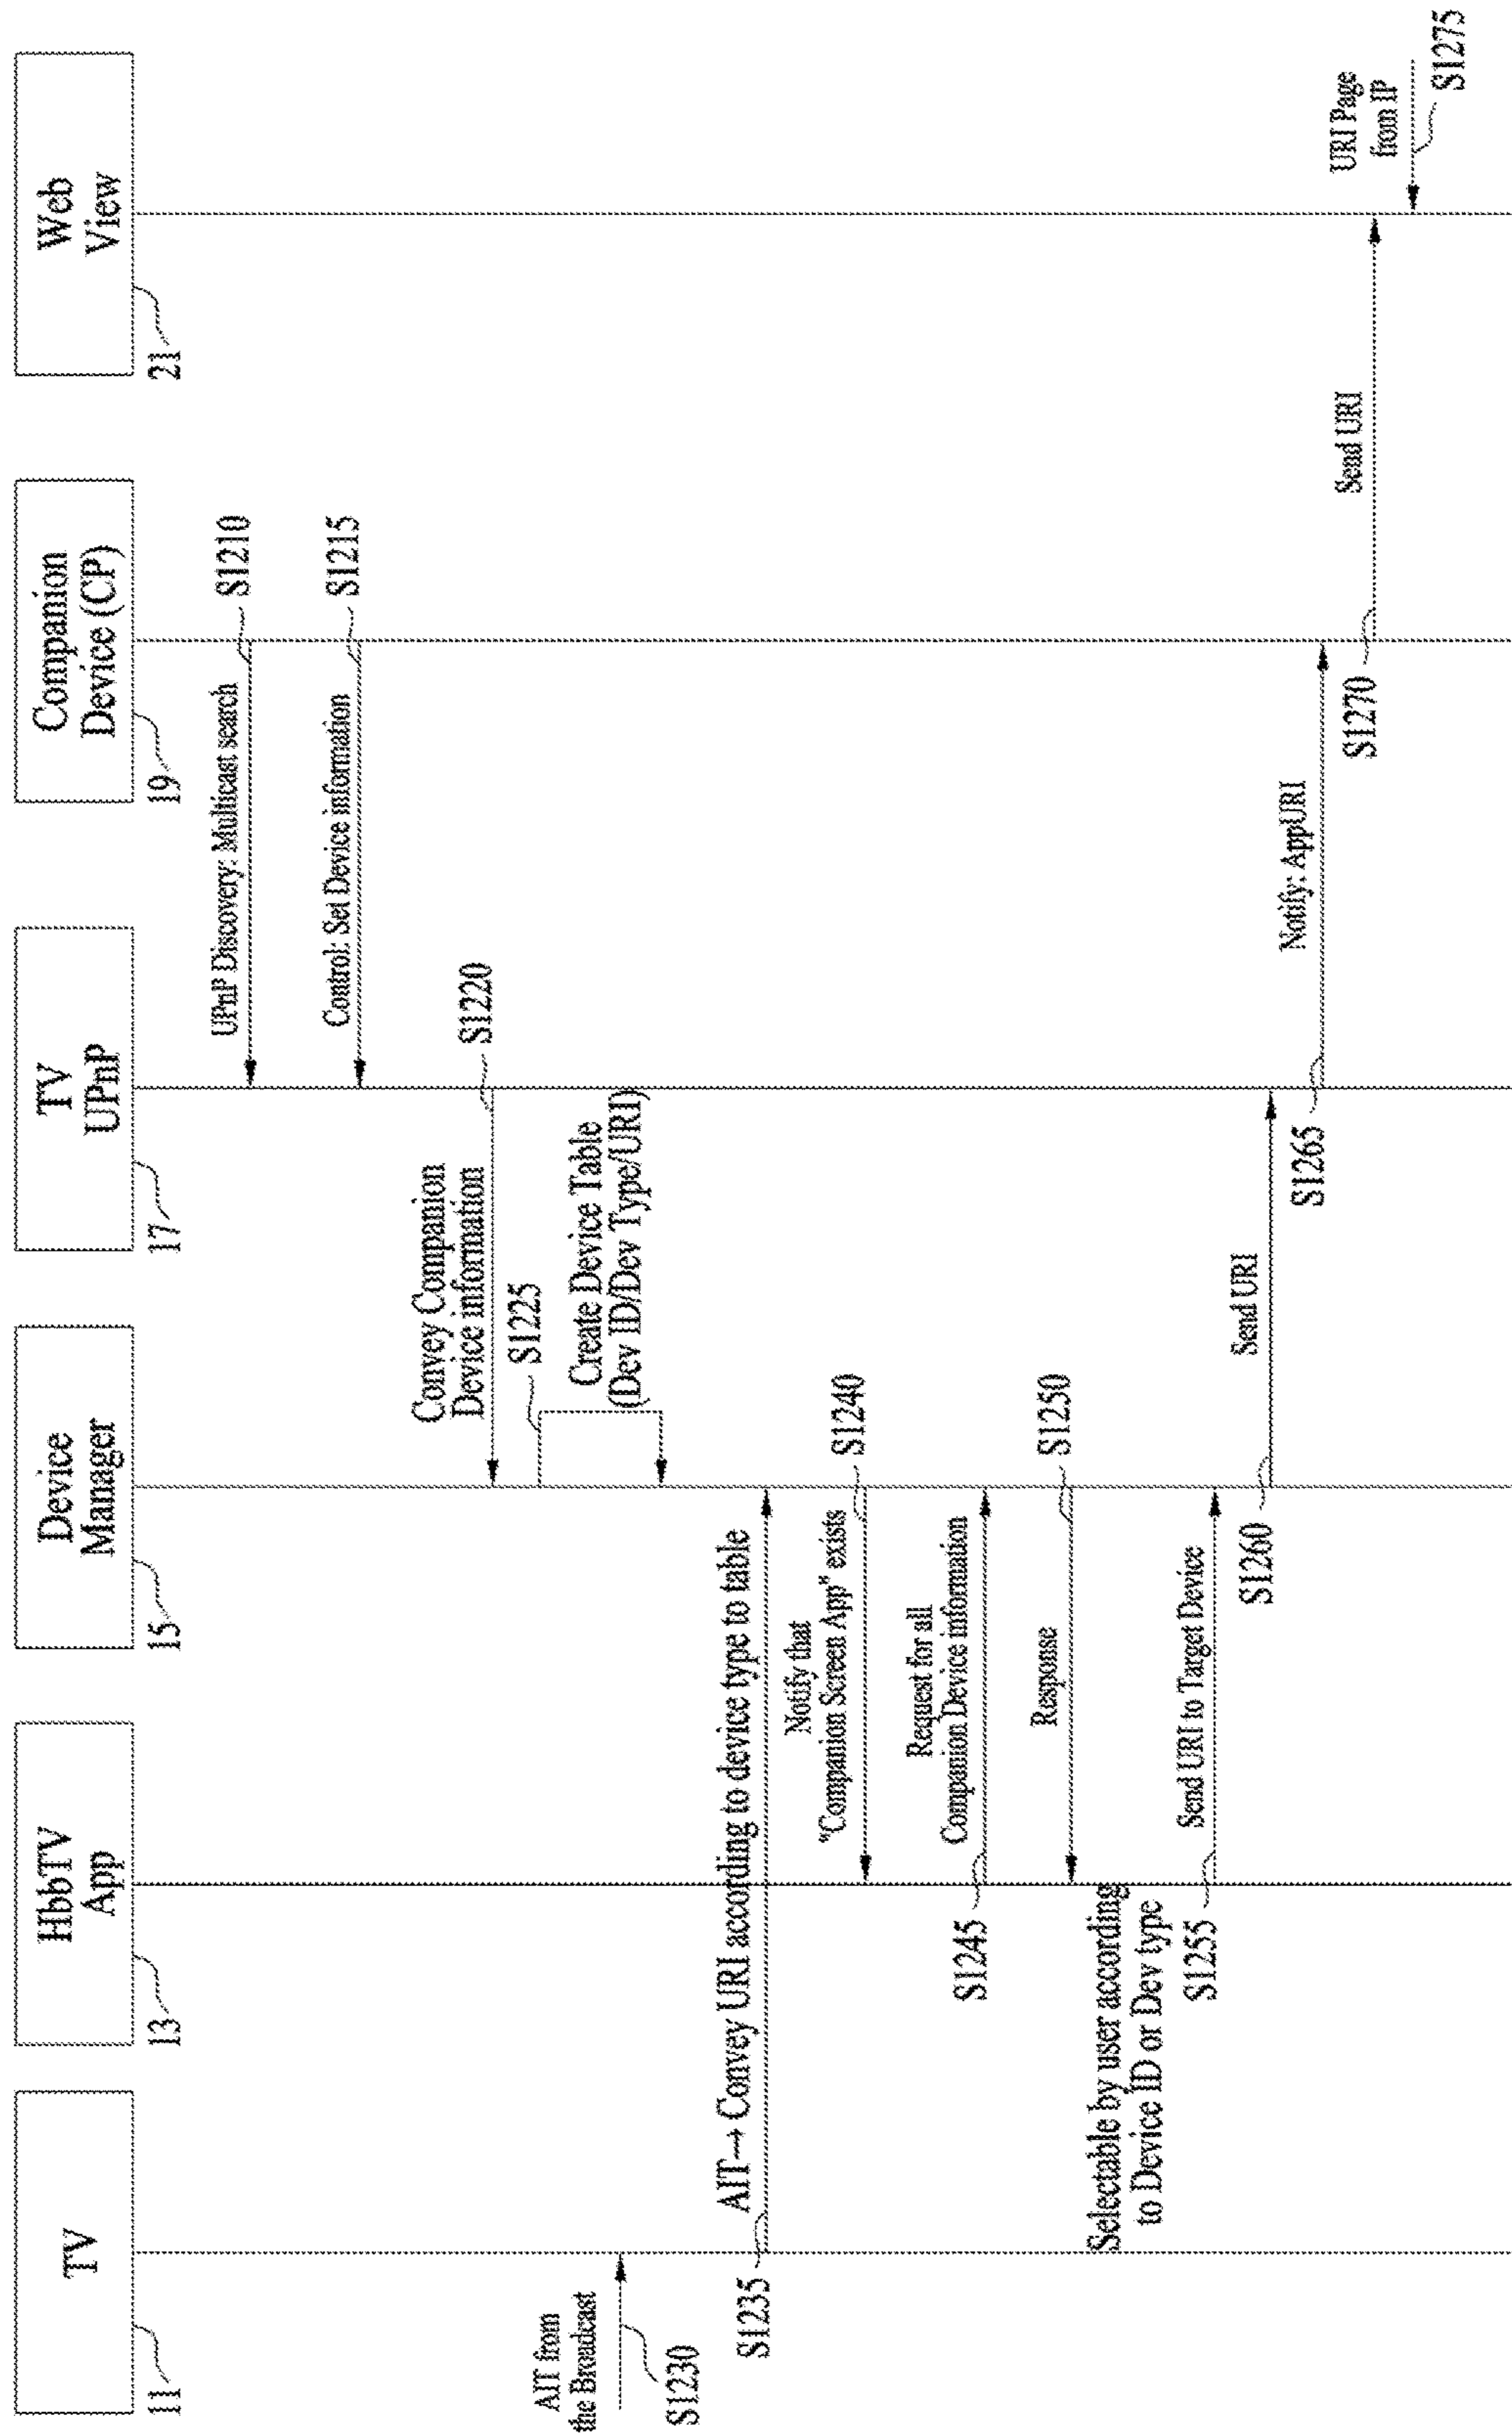 TV
11
HbbTV
App
13
Device
Manager
15
TV
UPnP
17
Companion
Device (CP)
19
Web
View
21
UPnP Discovery: Multicast search
S1210
Control: Set Device information
S1215
Convey Companion
Device information
S1220
S1225
Create Device Table
(Dev ID/Dev Type/URI)
AIT from
the Broadcast
S1230
AIT→ Convey URI according to device type to table
S1235
Notify that
"Companion Screen App" exists
S1240
Request for all
Companion Device information
S1245
Response
S1250
Selectable by user according
to Device ID or Dev type
Send URI to Target Device
S1255
Send URI
S1260
Notify: AppURI
S1265
Send URI
S1270
URI Page
from IP
S1275